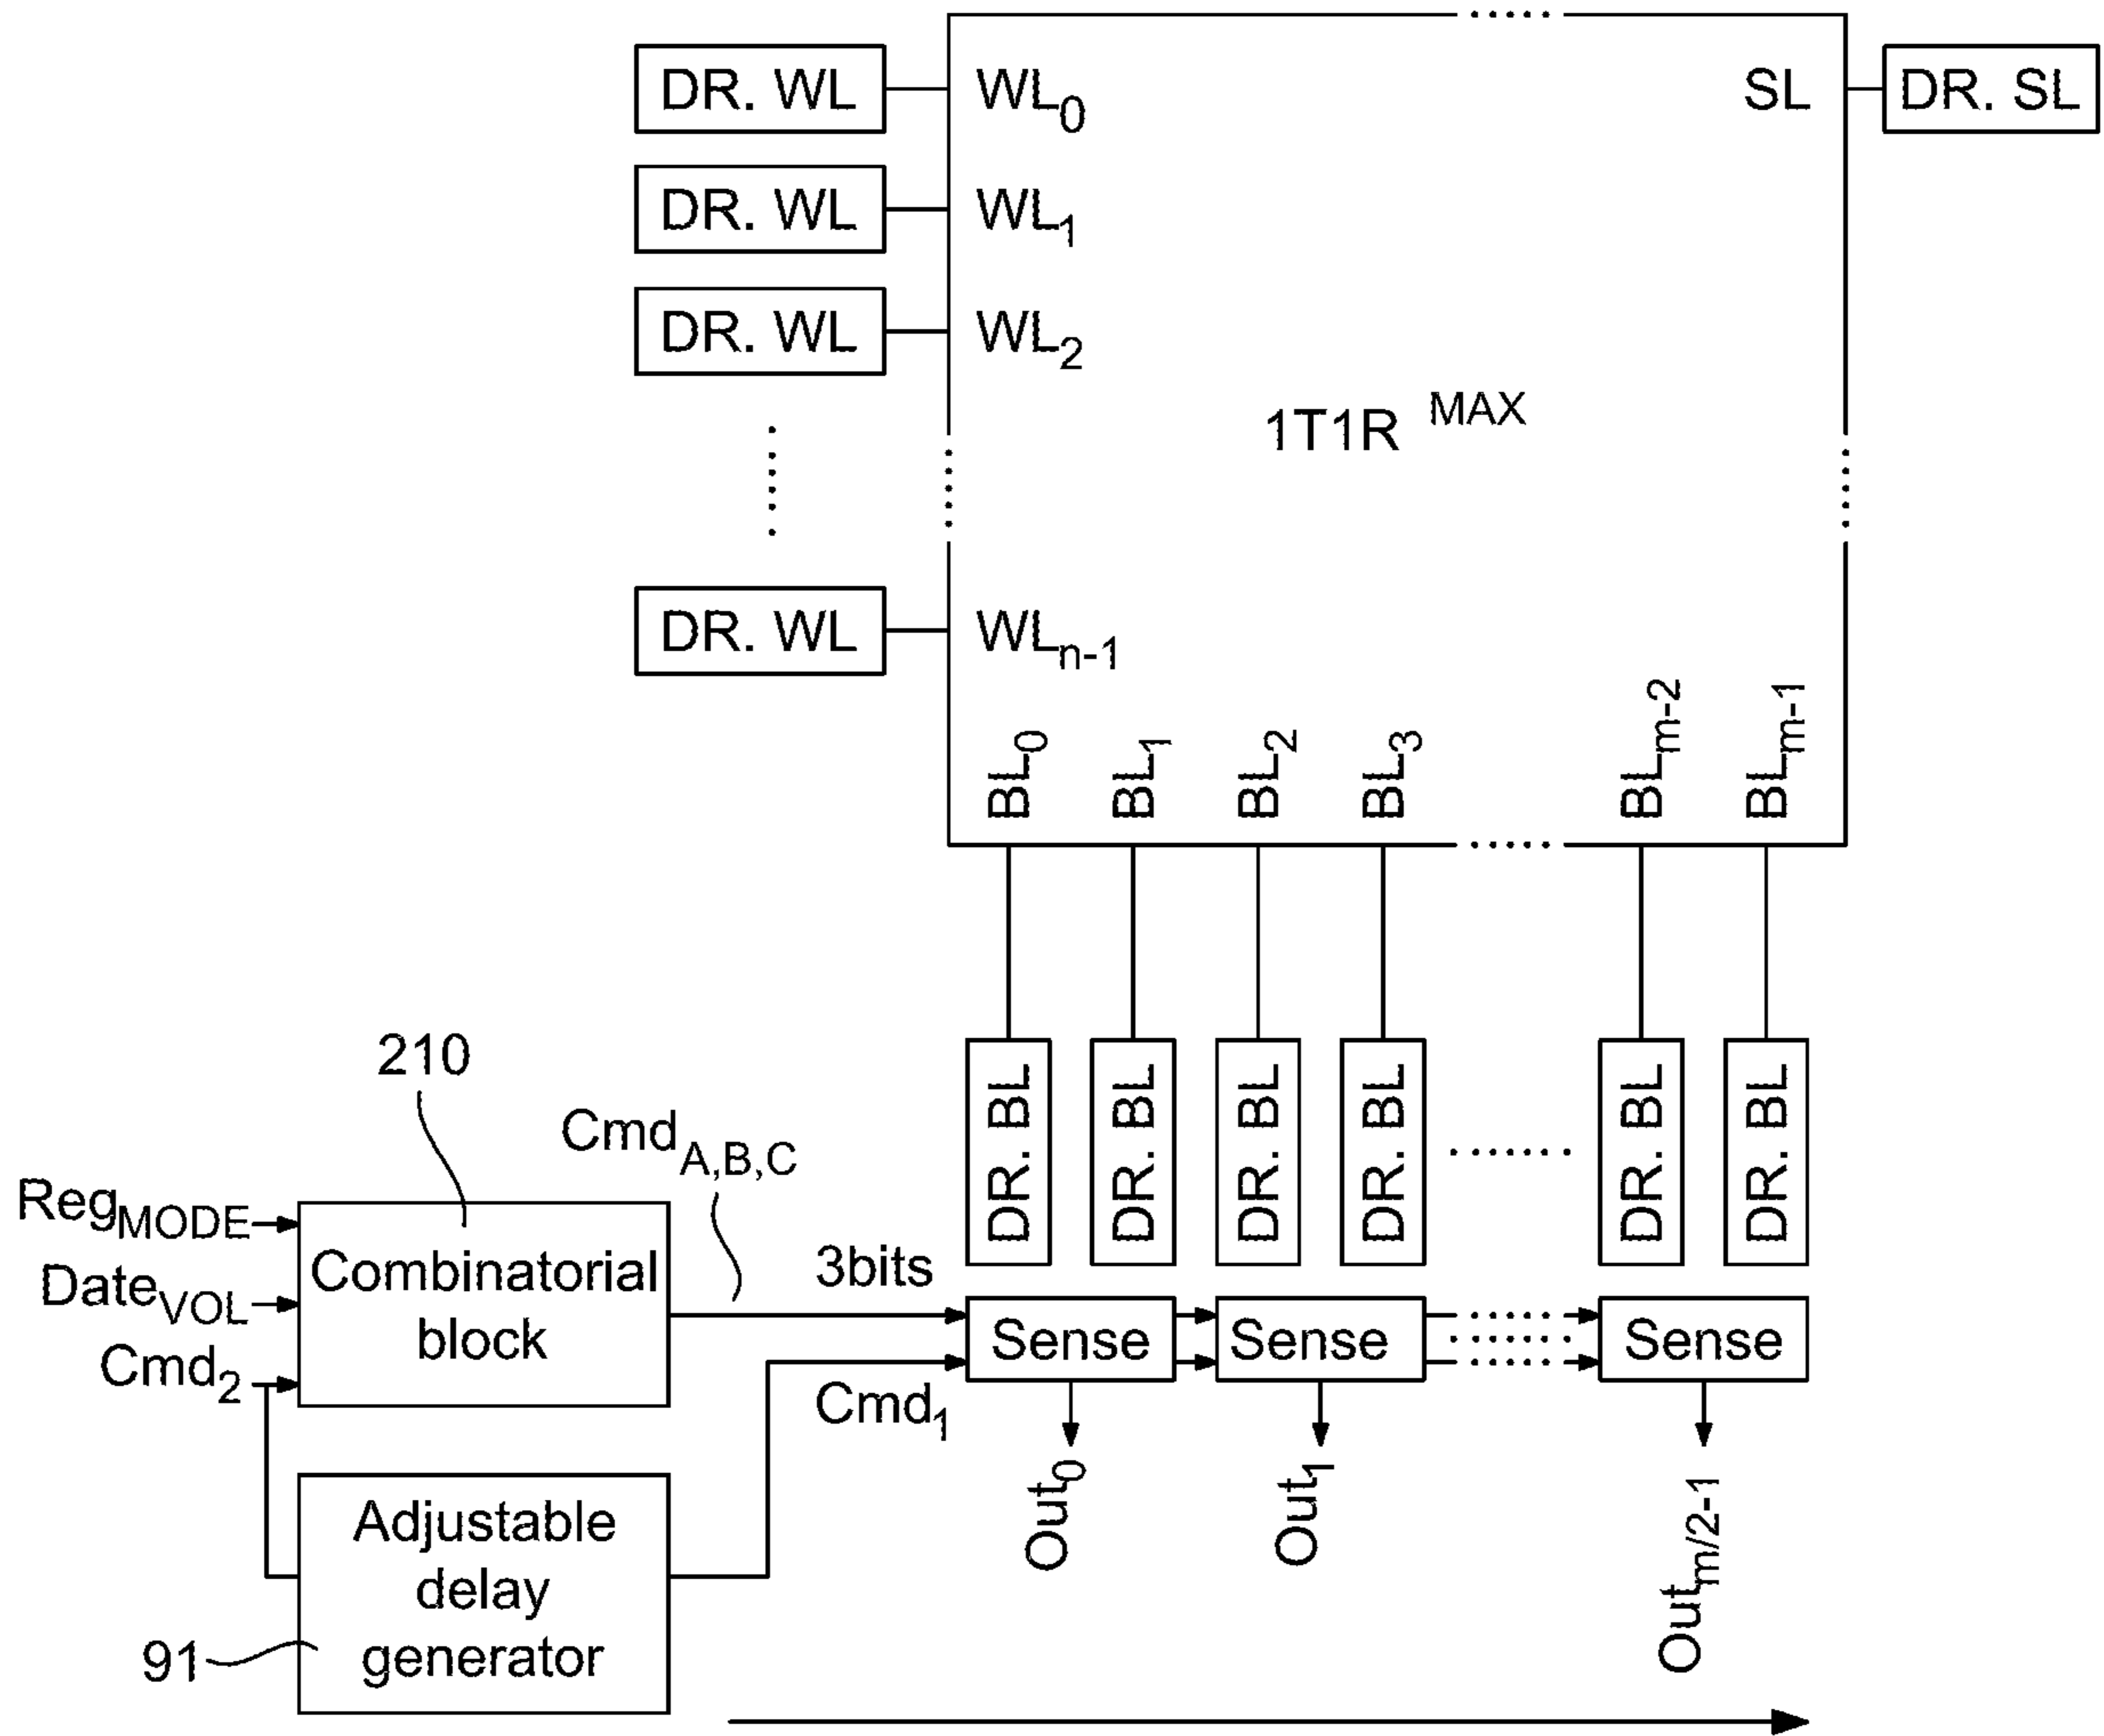 DR. WL
WL0
SL
DR. SL
DR. WL
WL1
DR. WL
WL2
1T1R MAX
DR. WL
WLn-1
BL0
BL1
BL2
BL3
BLm-2
BLm-1
DR. BL
DR. BL
DR. BL
DR. BL
DR. BL
DR. BL
210
CmdA,B,C
RegMODE
DateVOL
Cmd2
Combinatorial
block
3bits
Cmd1
Sense
Sense
Sense
Out0
Out1
Outm/2-1
Adjustable
delay
generator
91